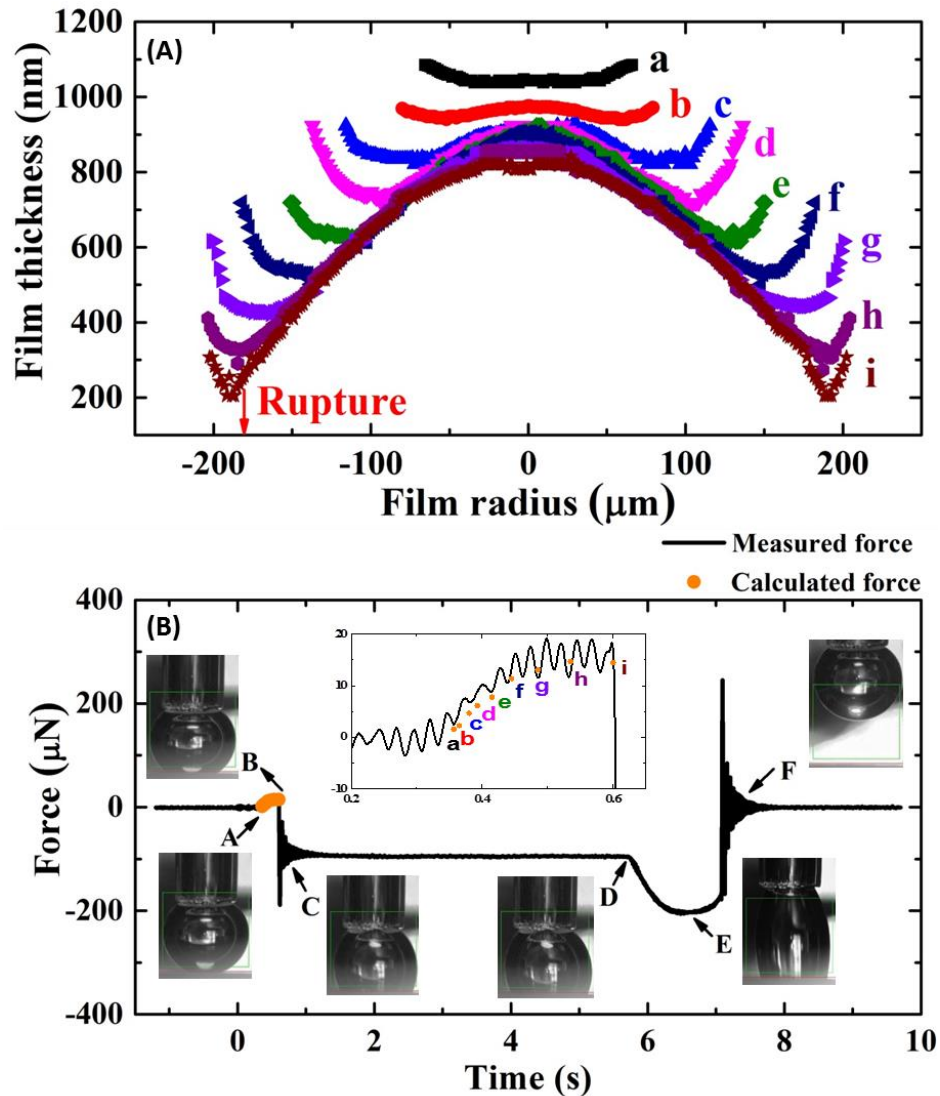 (A)
1200
1000
800
600
400
200
Film thickness (nm)
a
b
c
d
e
f
g
h
i
Rupture
-200
-100
0
100
200
Film radius (μm)
Measured force
Calculated force
(B)
400
200
0
-200
-400
Force (μN)
20
10
0
-10
0.2
0.4
0.6
a
b
c
d
e
f
g
h
i
B
A
C
D
E
F
0
2
4
6
8
10
Time (s)